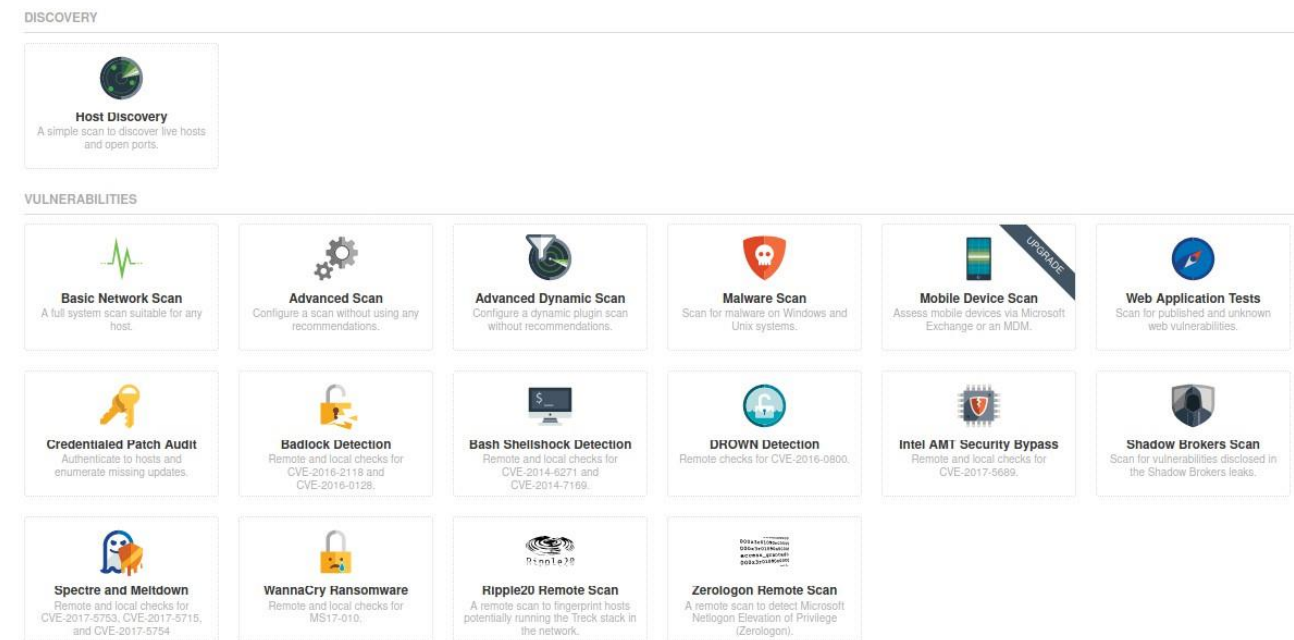 DISCOVERY
Host Discovery
A simple scan to discover live hosts
and open ports.
VULNERABILITIES
Basic Network Scan
A full system scan suitable for any
host.
Advanced Scan
Configure a scan without using any
recommendations.
Advanced Dynamic Scan
Configure a dynamic plugin scan
without recommendations.
Malware Scan
Scan for malware on Windows and
Unix systems.
UPGRADE
Mobile Device Scan
Assess mobile devices via Microsoft
Exchange or an MDM.
Web Application Tests
Scan for published and unknown
web vulnerabilities.
Credentialed Patch Audit
Authenticate to hosts and
enumerate missing updates.
Badlock Detection
Remote and local checks for
CVE-2016-2118 and
CVE-2016-0128.
$_
Bash Shellshock Detection
Remote and local checks for
CVE-2014-6271 and
CVE-2014-7169.
DROWN Detection
Remote checks for CVE-2016-0800.
Intel AMT Security Bypass
Remote and local checks for
CVE-2017-5689.
Shadow Brokers Scan
Scan for vulnerabilities disclosed in
the Shadow Brokers leaks.
Spectre and Meltdown
Remote and local checks for
CVE-2017-5753, CVE-2017-5715,
and CVE-2017-5754
WannaCry Ransomware
Remote and local checks for
MS17-010.
Ripple20
Ripple20 Remote Scan
A remote scan to fingerprint hosts
potentially running the Treck stack in
the network.
Zerologon Remote Scan
A remote scan to detect Microsoft
Netlogon Elevation of Privilege
(Zerologon).